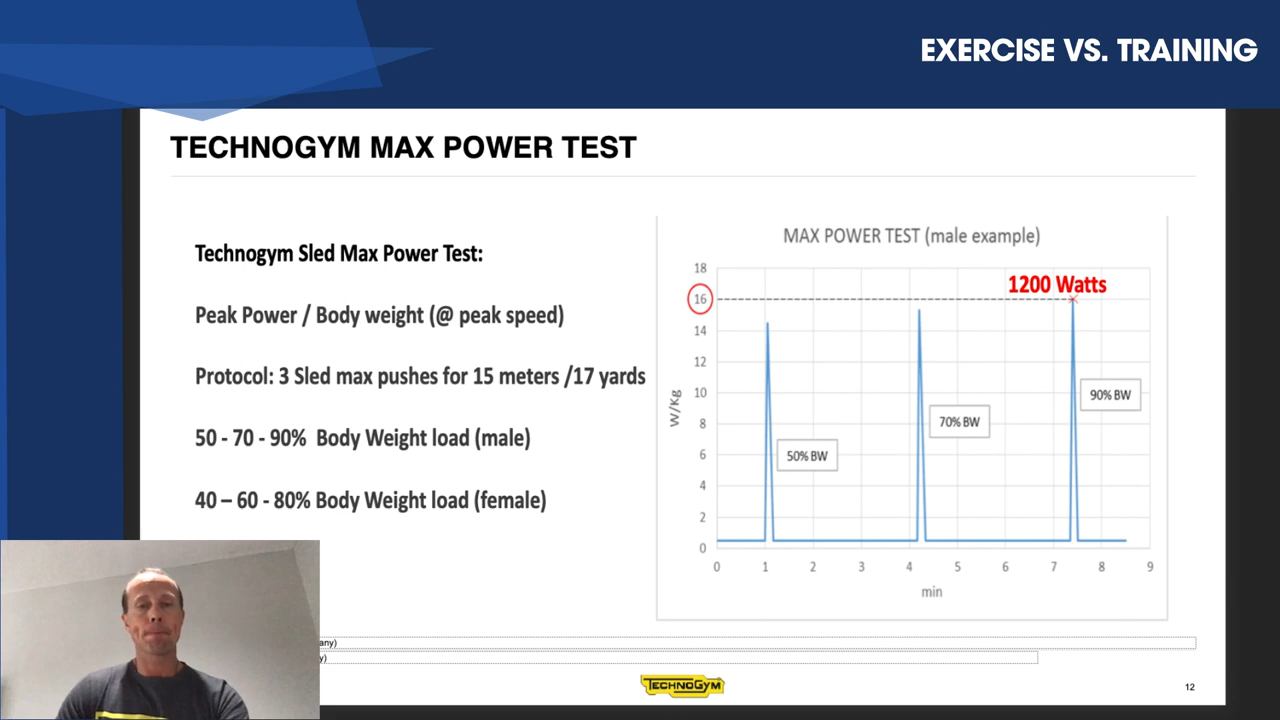 EXERCISE VS. TRAINING
TECHNOGYM MAX POWER TEST
Technogym Sled Max Power Test:
Peak Power / Body weight (@ peak speed)
Protocol: 3 Sled max pushes for 15 meters /17 yards
50 - 70 - 90% Body Weight load (male)
40 – 60 - 80% Body Weight load (female)
MAX POWER TEST (male example)
1200 Watts
18
16
14
12
10
8
6
4
2
0
W/Kg
50% BW
70% BW
90% BW
0 1 2 3 4 5 6 7 8 9
min
any)
y)
TECHNOGYM
12